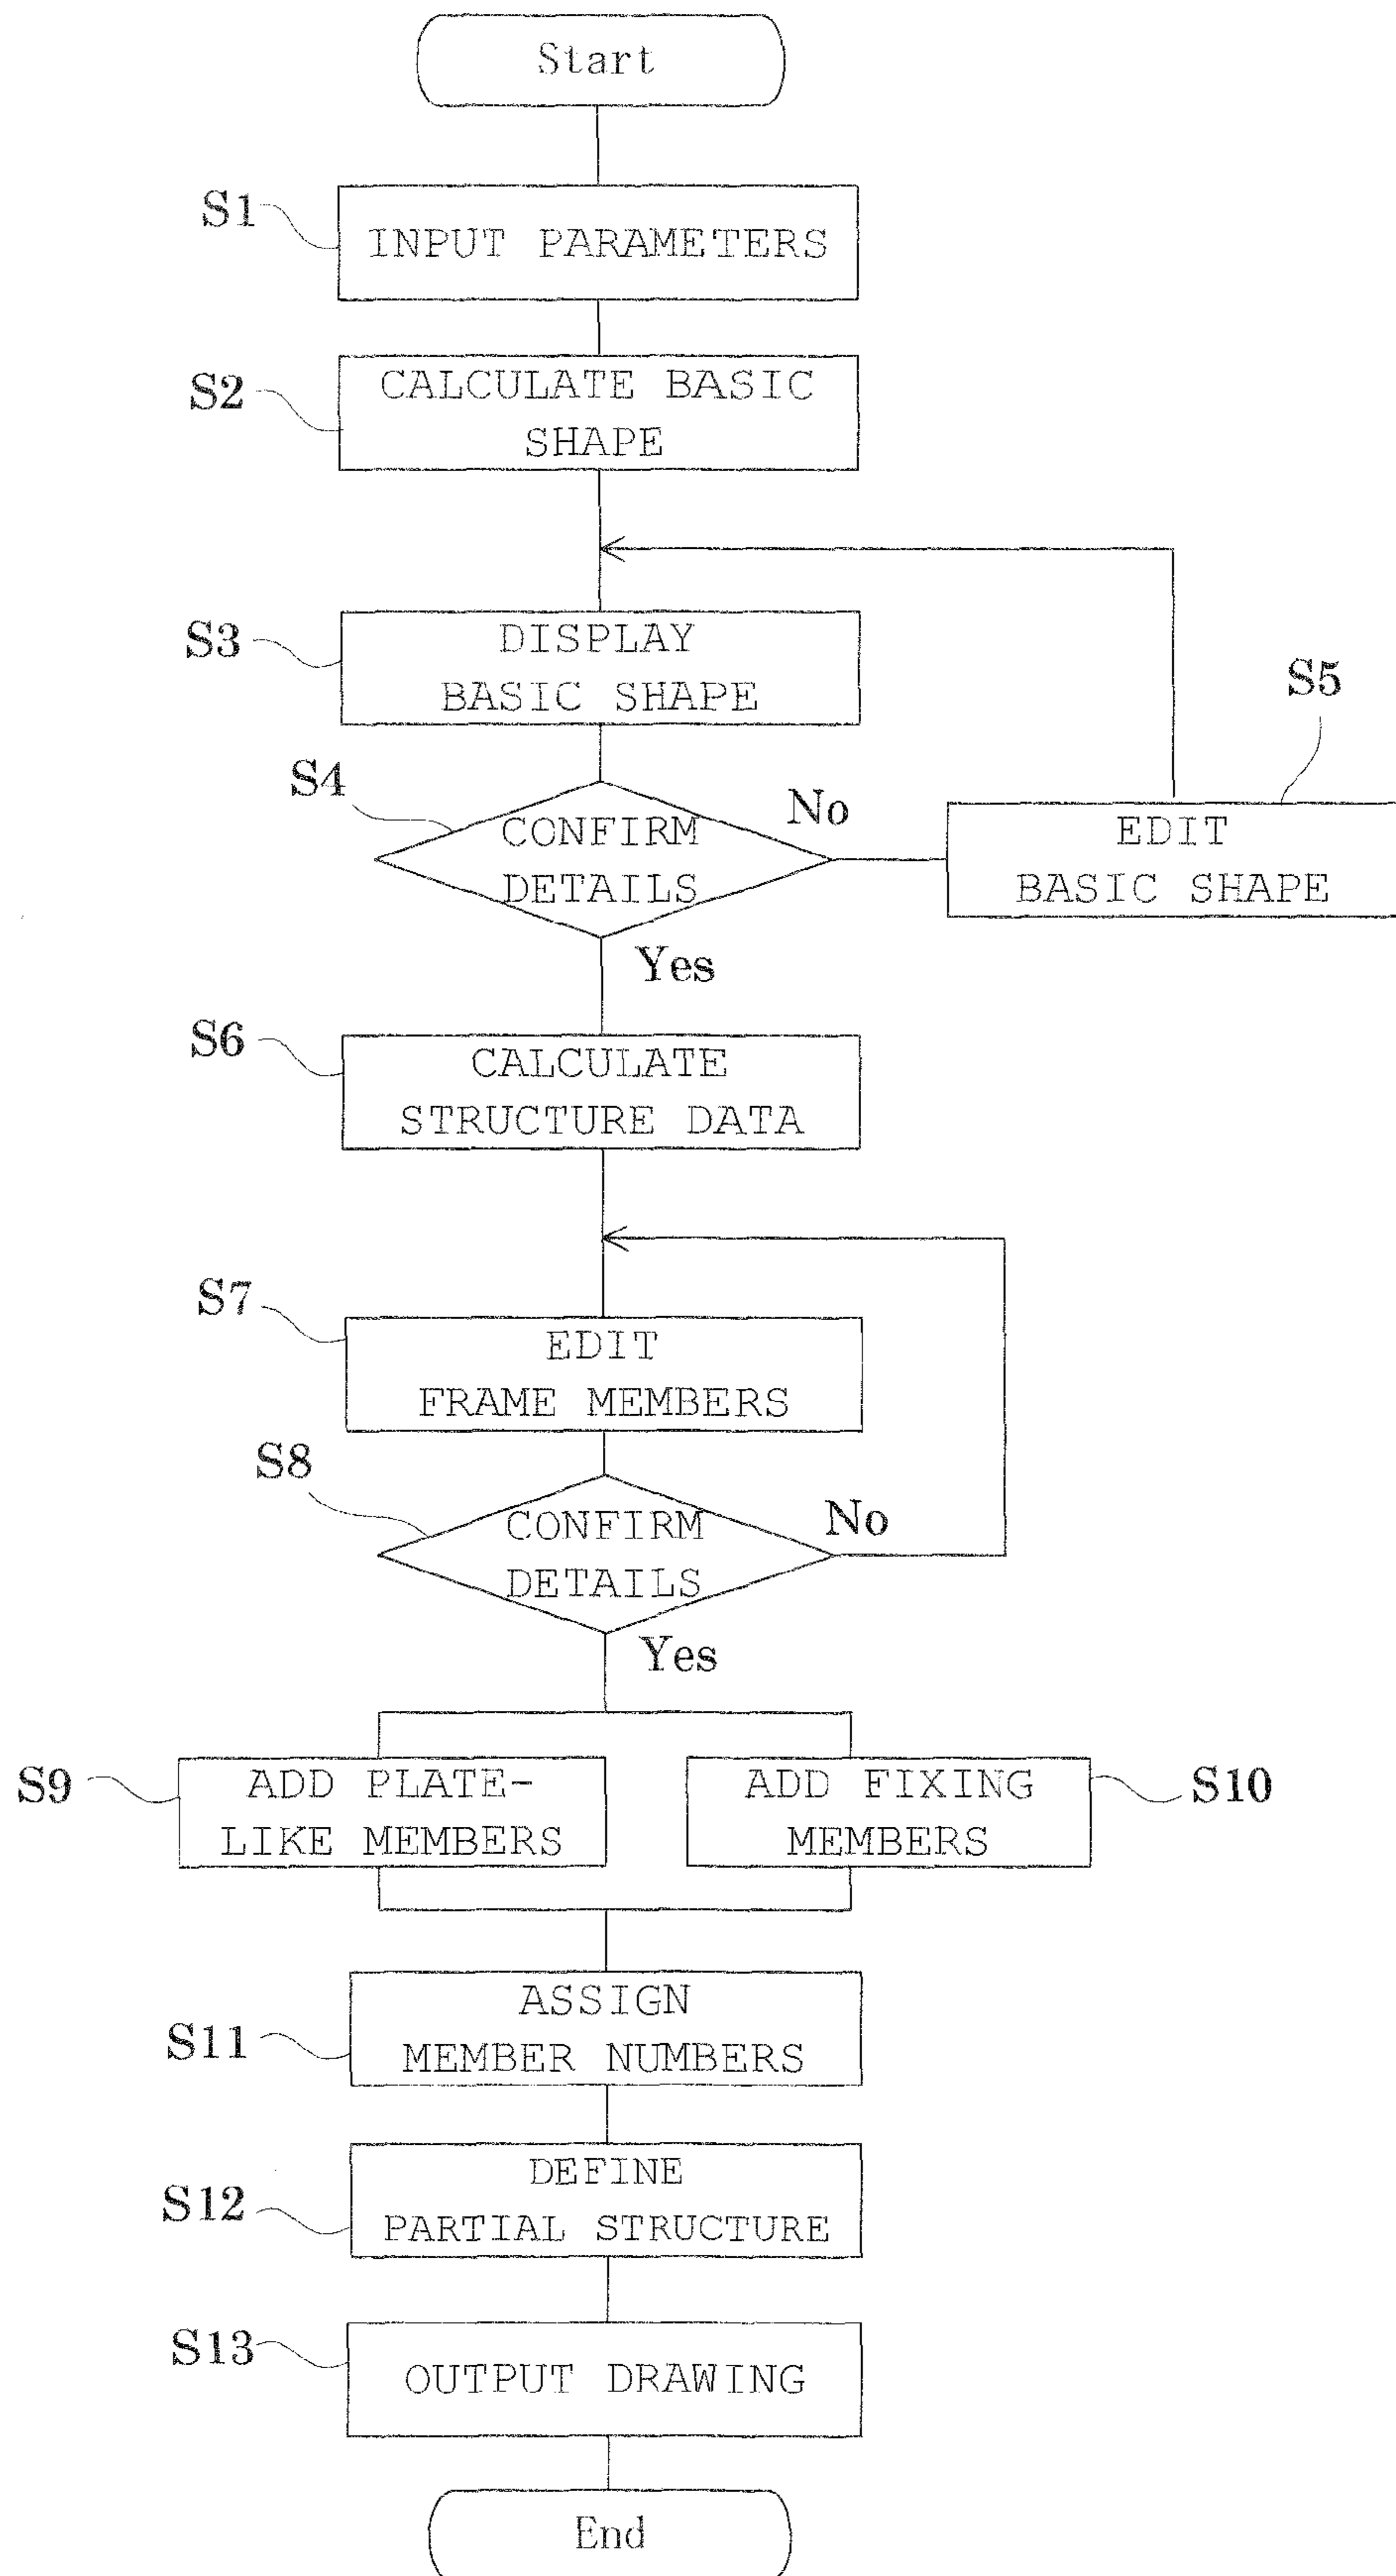 Start
S1
INPUT PARAMETERS
S2
CALCULATE BASIC
SHAPE
S3
DISPLAY
BASIC SHAPE
S4
CONFIRM
DETAILS
No
S5
EDIT
BASIC SHAPE
Yes
S6
CALCULATE
STRUCTURE DATA
S7
EDIT
FRAME MEMBERS
S8
CONFIRM
DETAILS
No
Yes
S9
ADD PLATE-
LIKE MEMBERS
ADD FIXING
MEMBERS
S10
S11
ASSIGN
MEMBER NUMBERS
S12
DEFINE
PARTIAL STRUCTURE
S13
OUTPUT DRAWING
End